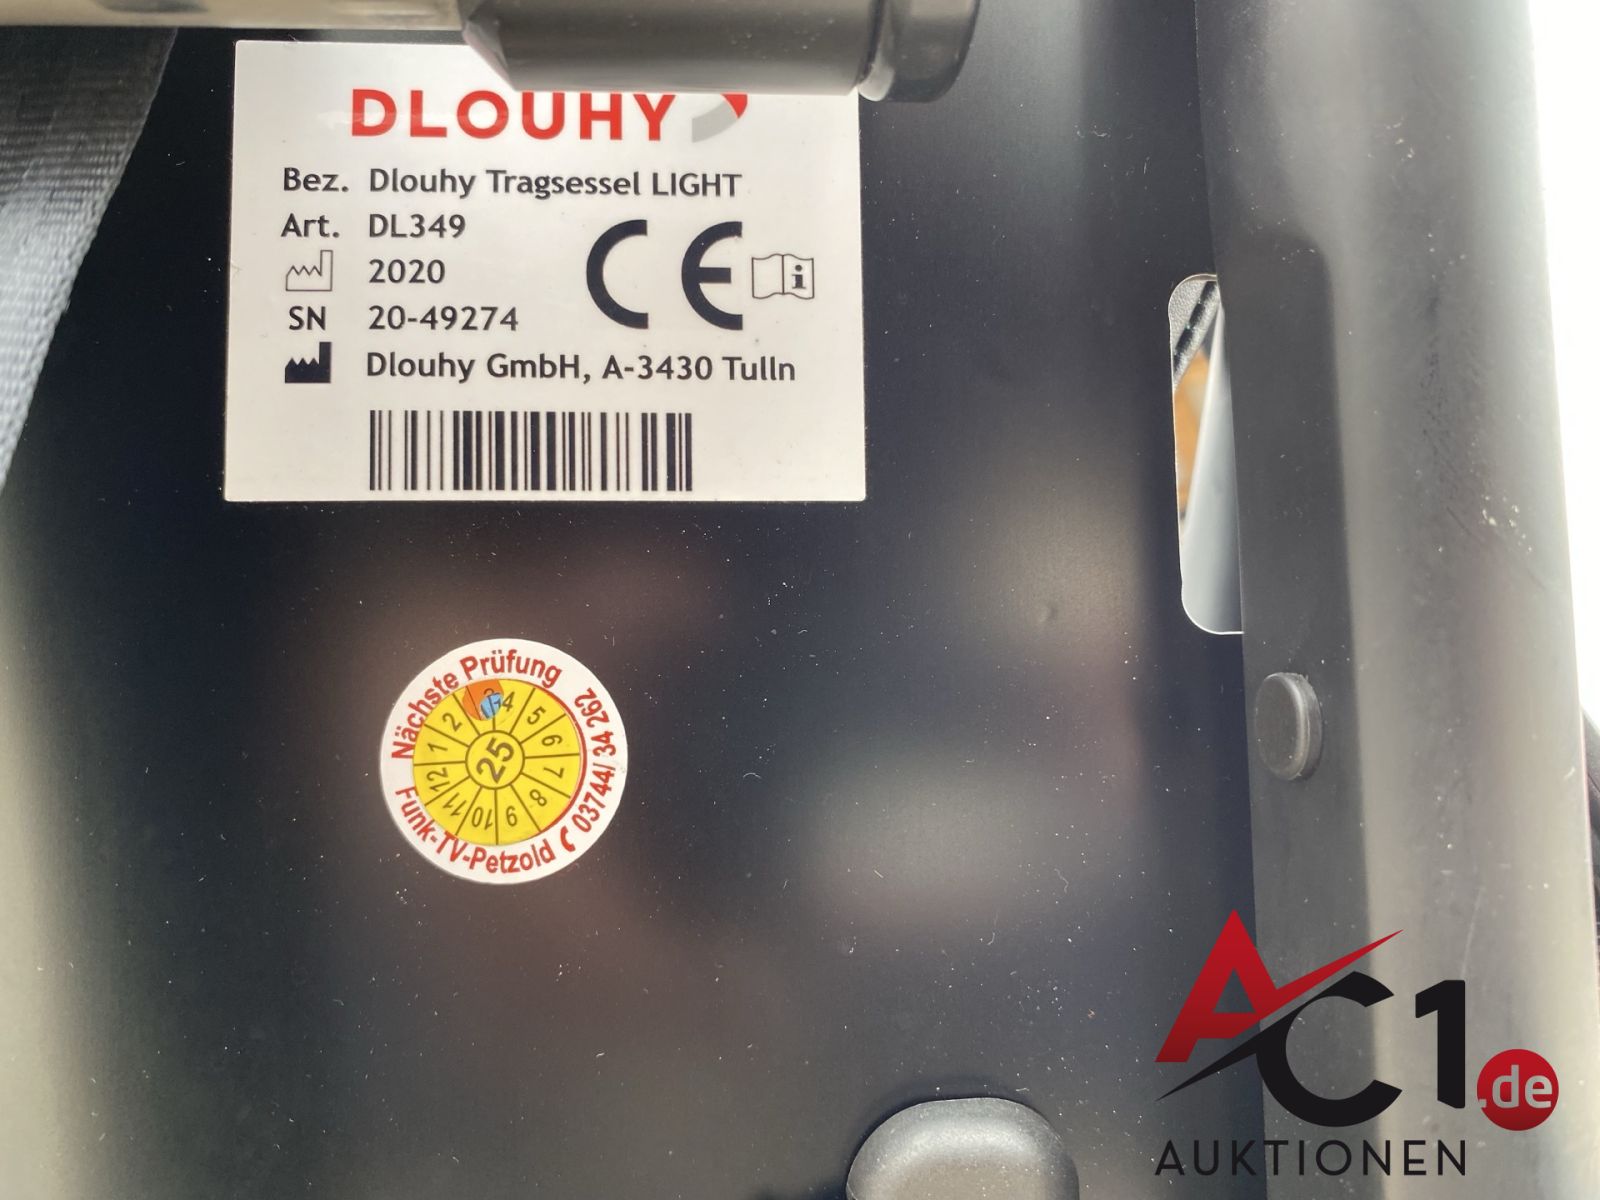 DLOUHY
Bez. Dlouhy Tragsessel LIGHT
Art. DL349
2020
SN 20-49274
CE
Dlouhy GmbH, A-3430 Tulln
Nächste Prüfung
1 2 4 5 6 7 8 9 10 11 12
25
Funk-TV-Petzold 03744/ 34 262
AC1.de
AUKTIONEN